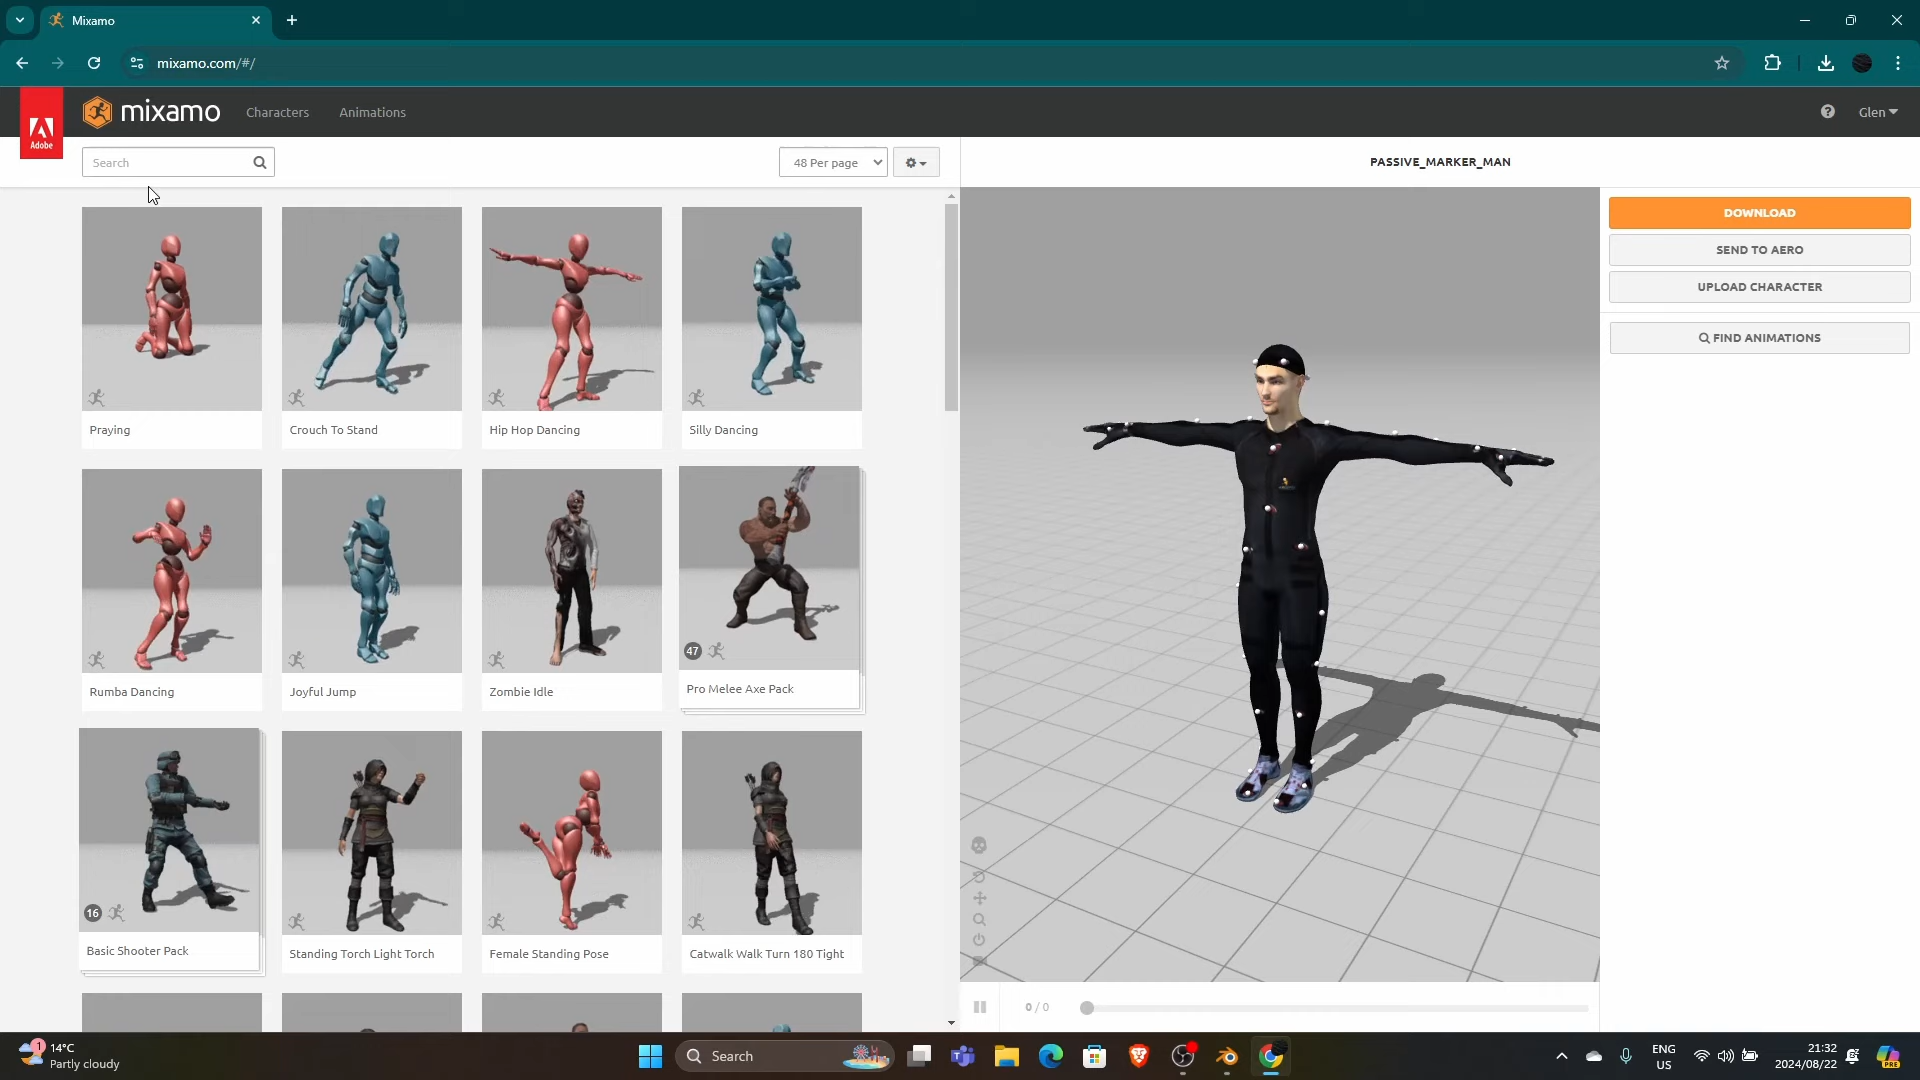 Mixamo
mixamo.com/#/
Adobe
mixamo
Characters
Animations
Glen
Search
48 Per page
PASSIVE_MARKER_MAN
DOWNLOAD
SEND TO AERO
UPLOAD CHARACTER
FIND ANIMATIONS
Praying
Crouch To Stand
Hip Hop Dancing
Silly Dancing
Rumba Dancing
Joyful Jump
Zombie Idle
47
Pro Melee Axe Pack
16
Basic Shooter Pack
Standing Torch Light Torch
Female Standing Pose
Catwalk Walk Turn 180 Tight
0 / 0
1
14°C
Partly cloudy
Search
ENG
US
21:32
2024/08/22
PRE